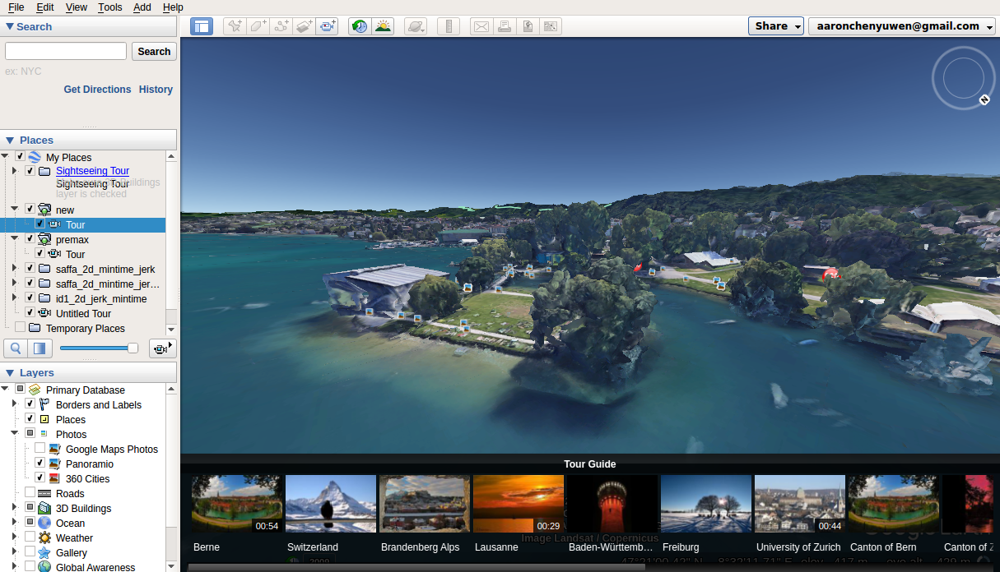 File Edit View Tools Add Help
Search
Share
aaronchenyuwen@gmail.com
Search
ex: NYC
Get Directions History
Places
My Places
Sightseeing Tour
Sightseeing Tour
layer is checked
new
Tour
premax
Tour
saffa_2d_mintime_jerk
saffa_2d_mintime_jer...
id1_2d_jerk_mintime
Untitled Tour
Temporary Places
Layers
Primary Database
Borders and Labels
Places
Photos
Google Maps Photos
Panoramio
360 Cities
Roads
3D Buildings
Ocean
Weather
Gallery
Global Awareness
N
Tour Guide
00:54
00:29
00:44
Berne
Switzerland
Brandenberg Alps
Lausanne
Baden-Württemb...
Freiburg
University of Zurich
Canton of Bern
Canton of Z
Image Landsat / Copernicus
2009
47°21'00.42" N 8°32'11.71" E elev 417 m eye alt 429 m